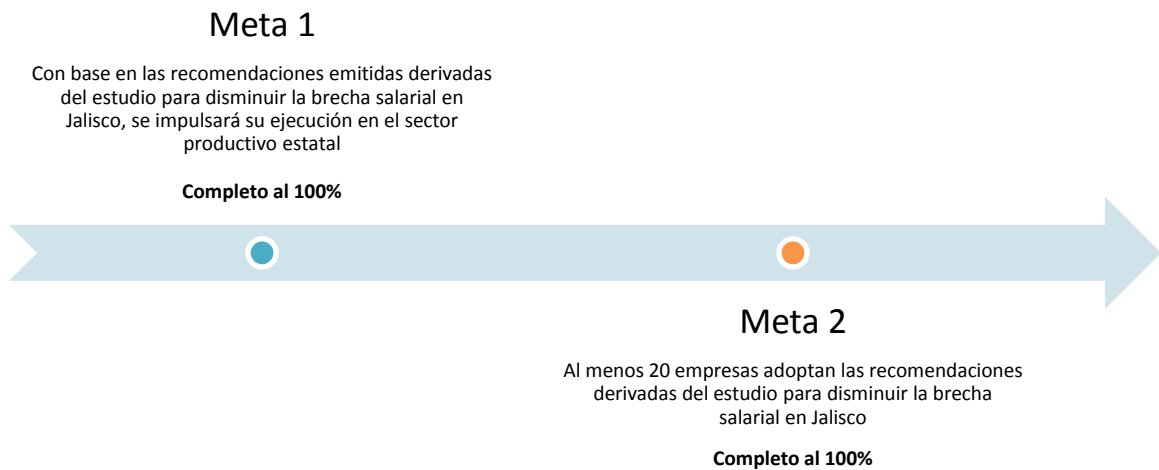 Meta 1
Con base en las recomendaciones emitidas derivadas
del estudio para disminuir la brecha salarial en
Jalisco, se impulsará su ejecución en el sector
productivo estatal
Completo al 100%
Meta 2
Al menos 20 empresas adoptan las recomendaciones
derivadas del estudio para disminuir la brecha
salarial en Jalisco
Completo al 100%